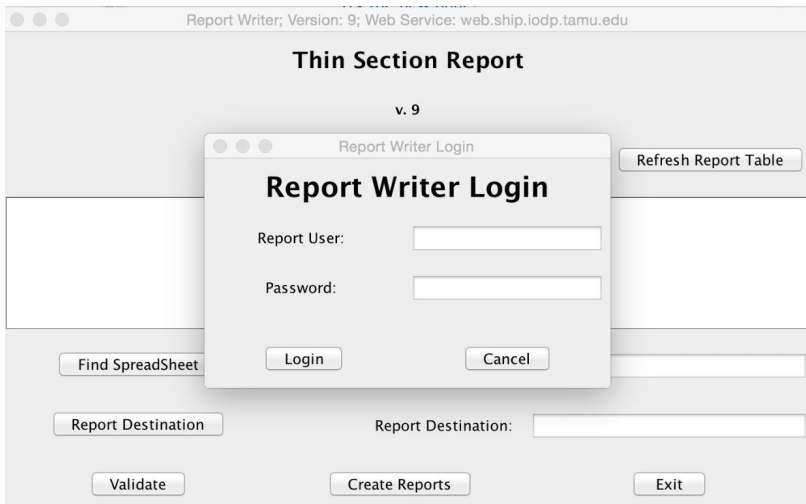 Report Writer; Version: 9; Web Service: web.ship.iodp.tamu.edu
Thin Section Report
v. 9
Report Writer Login
Refresh Report Table
Report Writer Login
Report User:
Password:
Login Cancel
Find SpreadSheet
Report Destination Report Destination:
Validate Create Reports Exit